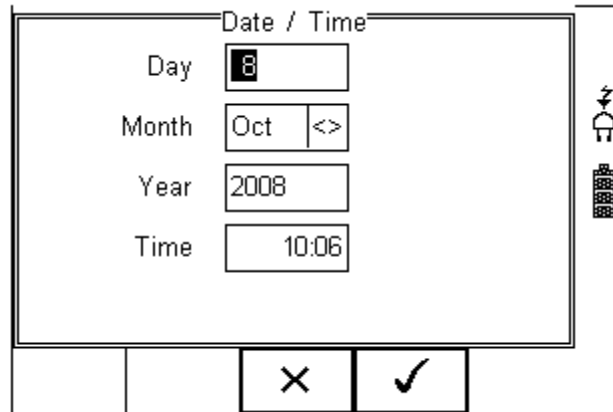 Date / Time
Day 8
Month Oct <>
Year 2008
Time 10:06